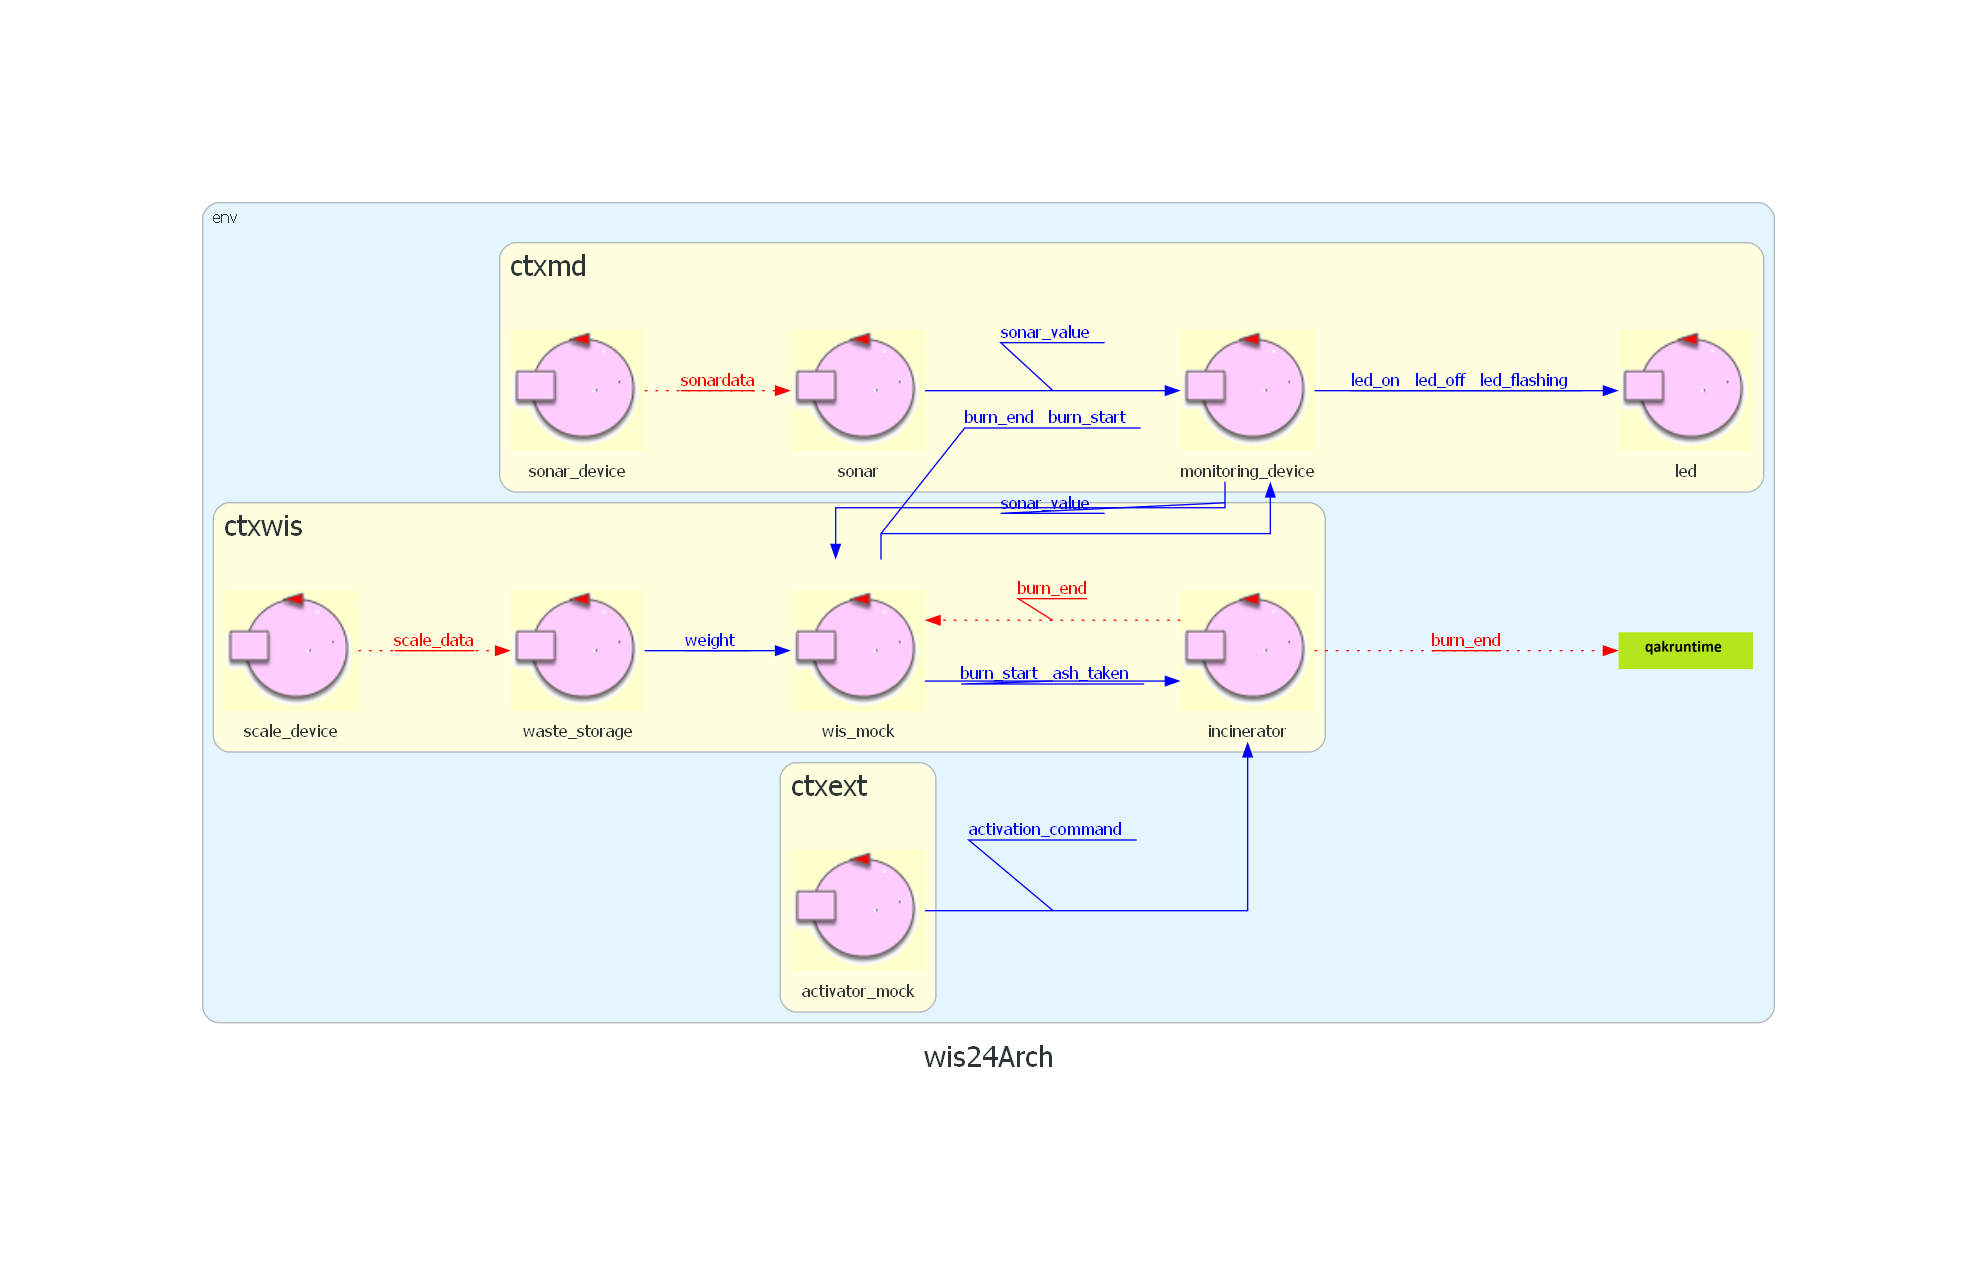 env
ctxmd
sonar_value
sonardata
led_on led_off led_flashing
burn_end burn_start
sonar_device
sonar
monitoring_device
led
sonar_value
ctxwis
burn_end
scale_data
weight
burn_end
qakruntime
burn_start ash_taken
scale_device
waste_storage
wis_mock
incinerator
ctxext
activation_command
activator_mock
wis24Arch